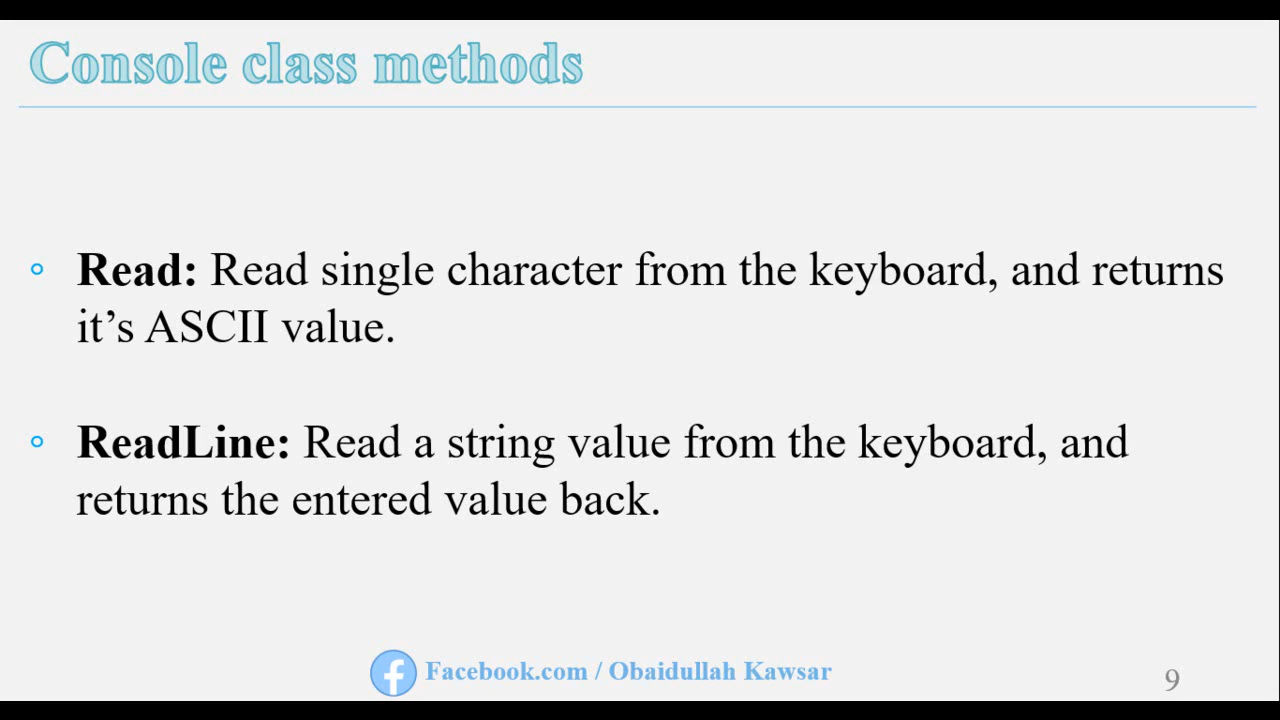 Console class methods
Read: Read single character from the keyboard, and returns
it’s ASCII value.
ReadLine: Read a string value from the keyboard, and
returns the entered value back.
Facebook.com / Obaidullah Kawsar
9